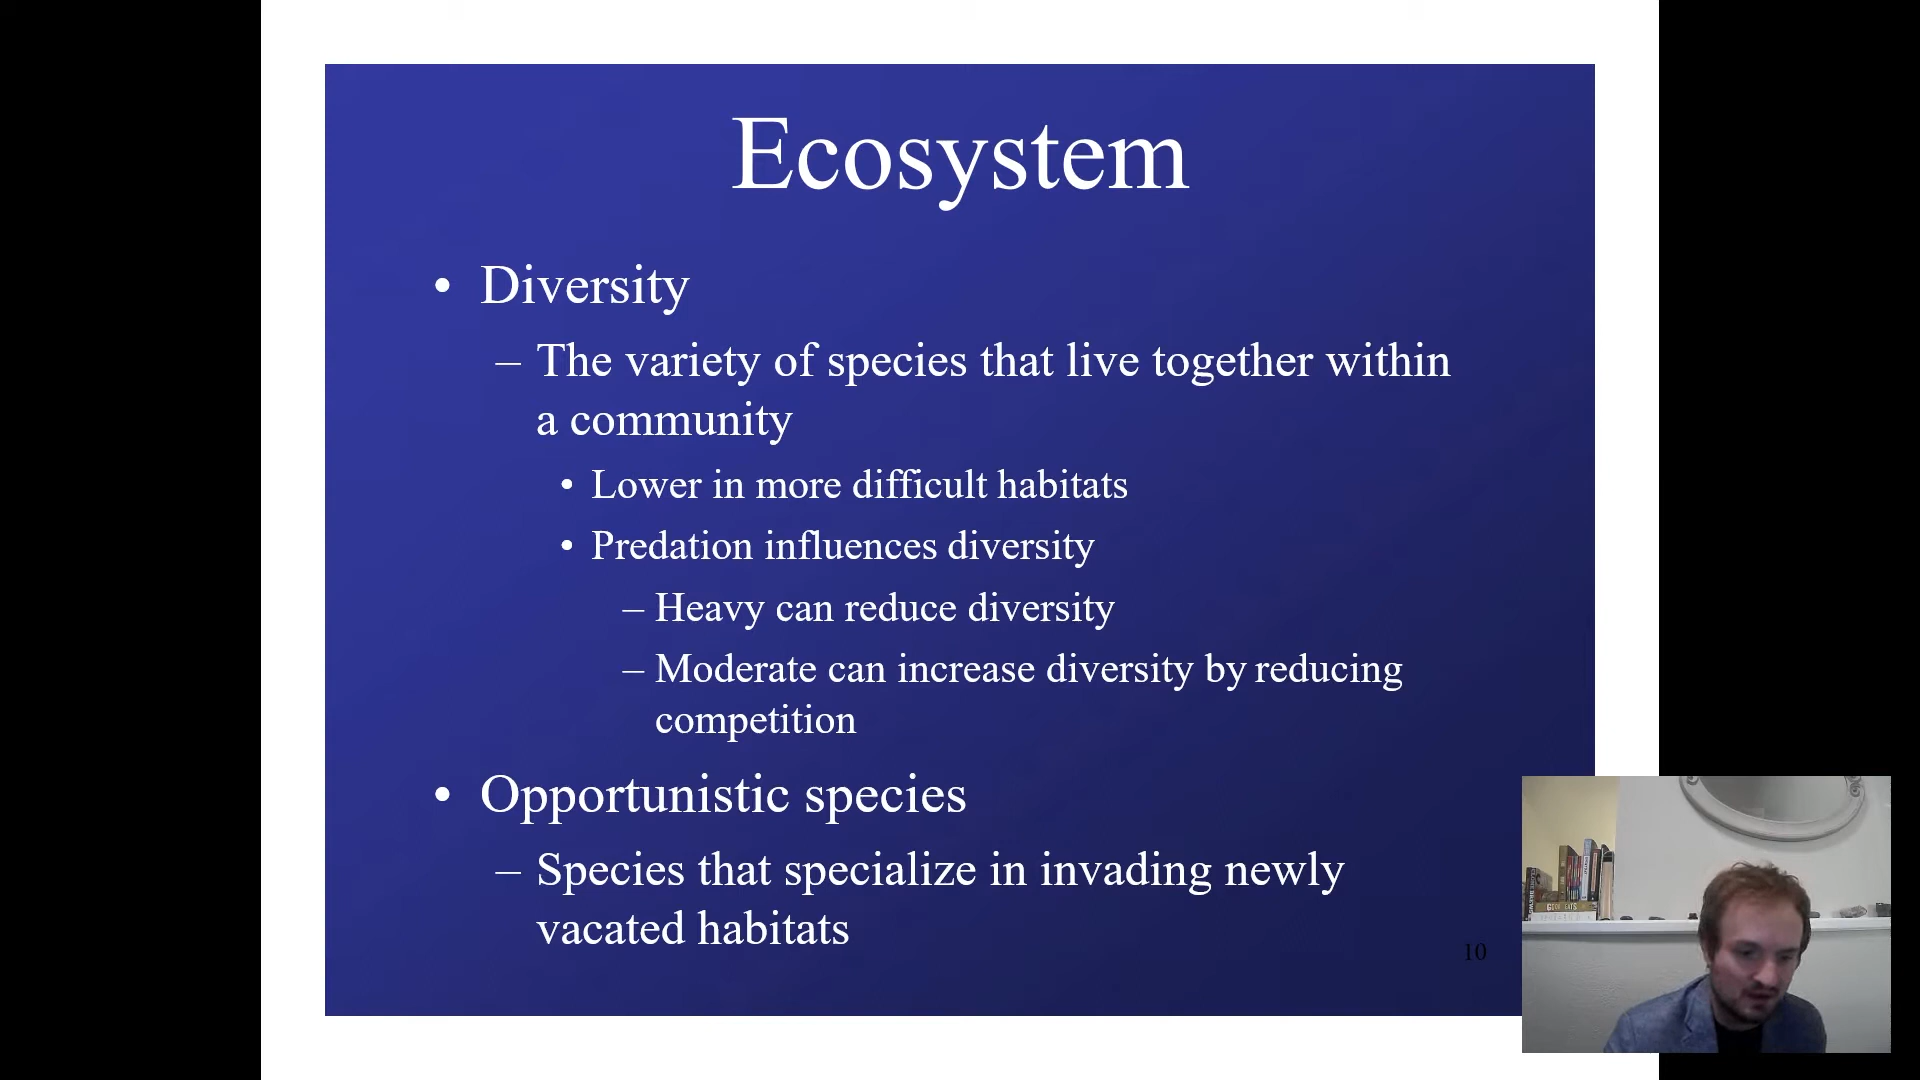 Ecosystem
• Diversity
– The variety of species that live together within
a community
• Lower in more difficult habitats
• Predation influences diversity
– Heavy can reduce diversity
– Moderate can increase diversity by reducing
competition
• Opportunistic species
– Species that specialize in invading newly
vacated habitats
10